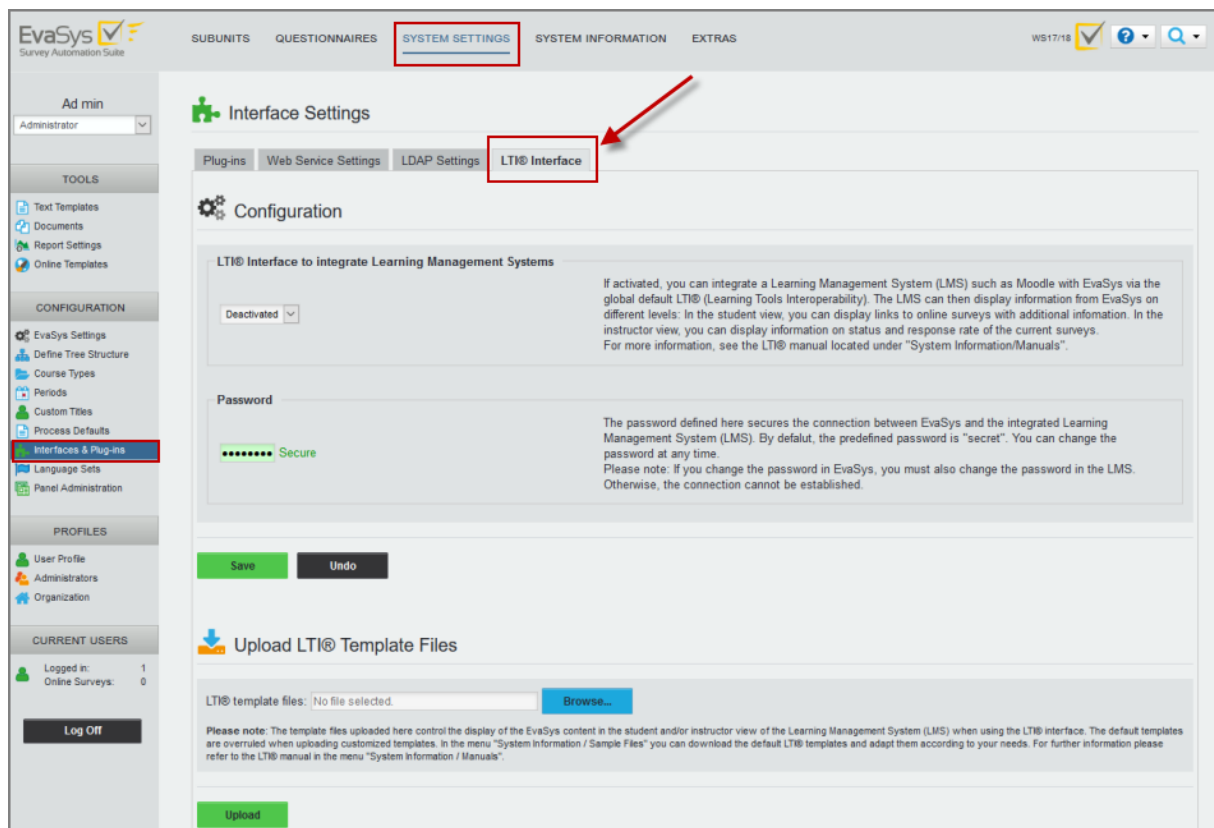 EvaSys
Survey Automation Suite
SUBUNITS QUESTIONNAIRES SYSTEM SETTINGS SYSTEM INFORMATION EXTRAS
WS17/18
Ad min
Administrator
TOOLS
Text Templates
Documents
Report Settings
Online Templates
CONFIGURATION
EvaSys Settings
Define Tree Structure
Course Types
Periods
Custom Titles
Process Defaults
Interfaces & Plug-ins
Language Sets
Panel Administration
PROFILES
User Profile
Administrators
Organization
CURRENT USERS
Logged in: 1
Online Surveys: 0
Log Off
Interface Settings
Plug-ins Web Service Settings LDAP Settings LTI® Interface
Configuration
LTI® Interface to integrate Learning Management Systems
Deactivated
If activated, you can integrate a Learning Management System (LMS) such as Moodle with EvaSys via the
global default LTI® (Learning Tools Interoperability). The LMS can then display information from EvaSys on
different levels: In the student view, you can display links to online surveys with additional infomation. In the
instructor view, you can display information on status and response rate of the current surveys.
For more information, see the LTI® manual located under "System Information/Manuals".
Password
•••••••• Secure
The password defined here secures the connection between EvaSys and the integrated Learning
Management System (LMS). By defalut, the predefined password is "secret". You can change the
password at any time.
Please note: If you change the password in EvaSys, you must also change the password in the LMS.
Otherwise, the connection cannot be established.
Save Undo
Upload LTI® Template Files
LTI® template files: No file selected. Browse...
Please note: The template files uploaded here control the display of the EvaSys content in the student and/or instructor view of the Learning Management System (LMS) when using the LTI® interface. The default templates
are overruled when uploading customized templates. In the menu "System Information / Sample Files" you can download the default LTI® templates and adapt them according to your needs. For further information please
refer to the LTI® manual in the menu "System Information / Manuals".
Upload